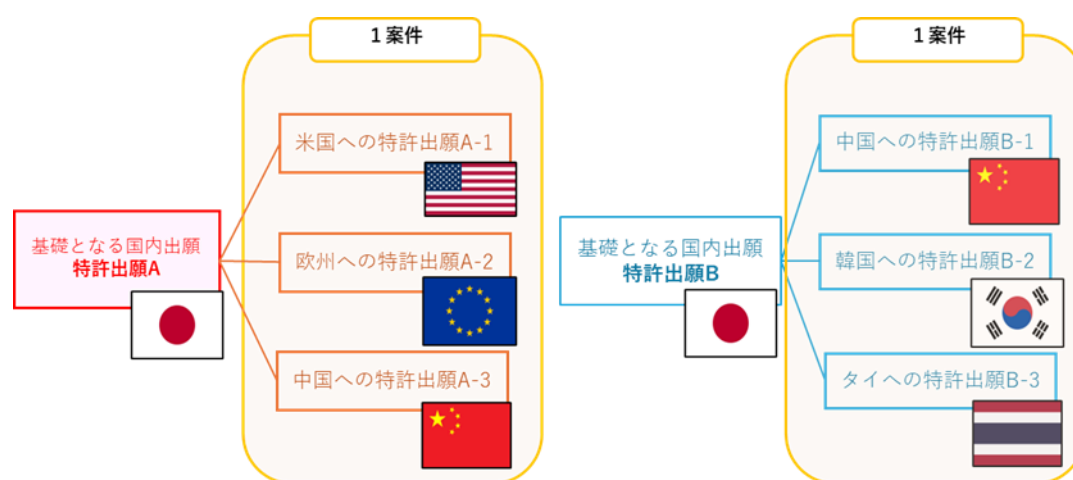 1案件
米国への特許出願A-1
基礎となる国内出願
特許出願A
欧州への特許出願A-2
中国への特許出願A-3
1案件
中国への特許出願B-1
基礎となる国内出願
特許出願B
韓国への特許出願B-2
タイへの特許出願B-3